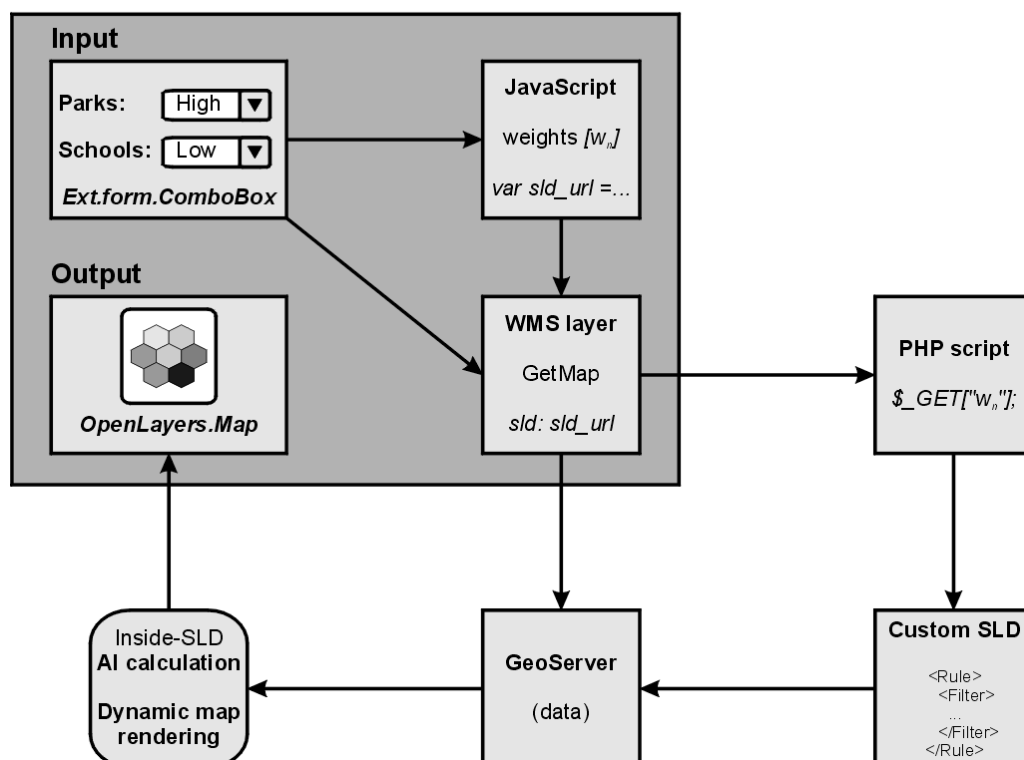 Input
Parks: High
Schools: Low
Ext.form.ComboBox
JavaScript
weights [wₙ]
var sld_url =...
Output
OpenLayers.Map
WMS layer
GetMap
sld: sld_url
PHP script
$_GET["wₙ"];
Inside-SLD
AI calculation
Dynamic map
rendering
GeoServer
(data)
Custom SLD
<Rule>
<Filter>
...
</Filter>
</Rule>